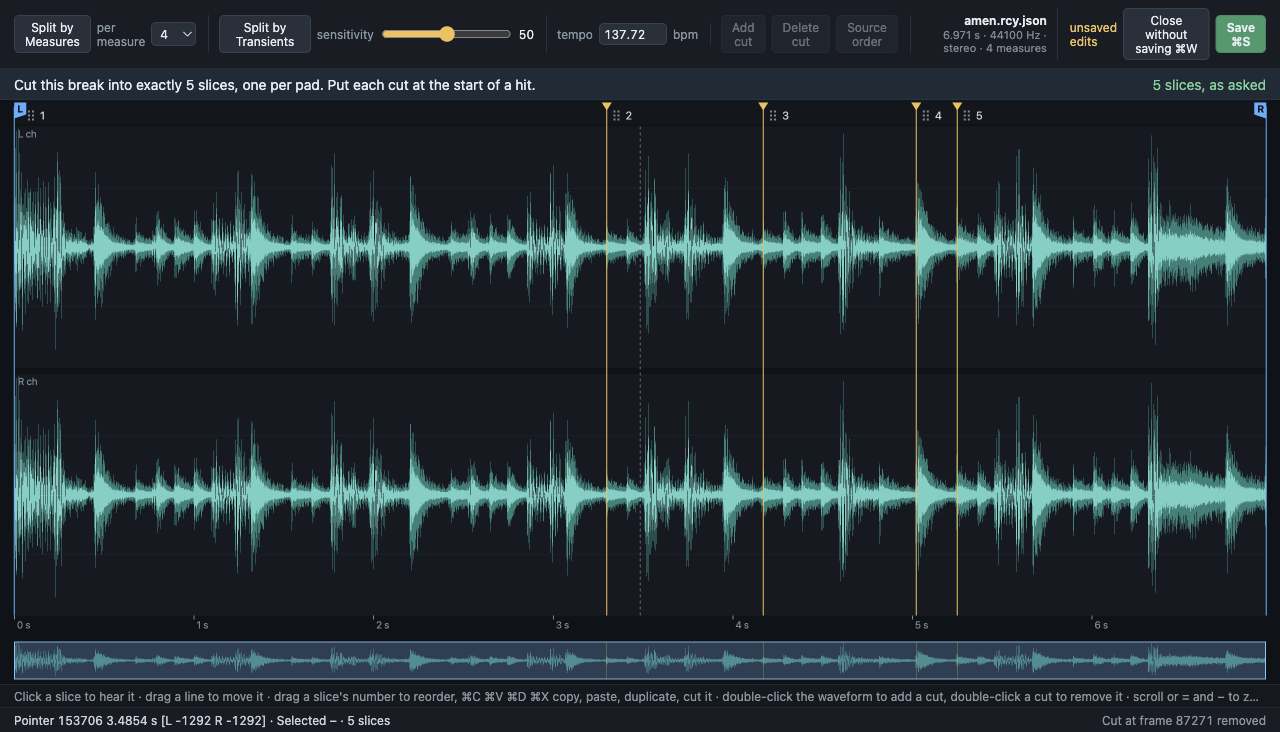 Split by
Measures
per
measure
4
Split by
Transients
sensitivity
50
tempo
137.72
bpm
Add
cut
Delete
cut
Source
order
amen.rcy.json
6.971 s · 44100 Hz ·
stereo · 4 measures
unsaved
edits
Close
without
saving ⌘W
Save
⌘S
Cut this break into exactly 5 slices, one per pad. Put each cut at the start of a hit.
5 slices, as asked
L
1
2
3
4
5
R
L ch
R ch
0 s
1 s
2 s
3 s
4 s
5 s
6 s
Click a slice to hear it · drag a line to move it · drag a slice's number to reorder, ⌘C ⌘V ⌘D ⌘X copy, paste, duplicate, cut it · double-click the waveform to add a cut, double-click a cut to remove it · scroll or = and − to z…
Pointer 153706 3.4854 s [L -1292 R -1292] · Selected – · 5 slices
Cut at frame 87271 removed